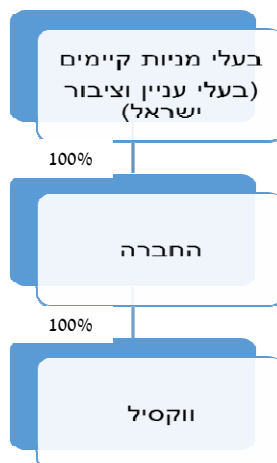 בעלי מניות קיימים
(בעלי עניין וציבור
ישראל)
100%
החברה
100%
ווקסיל